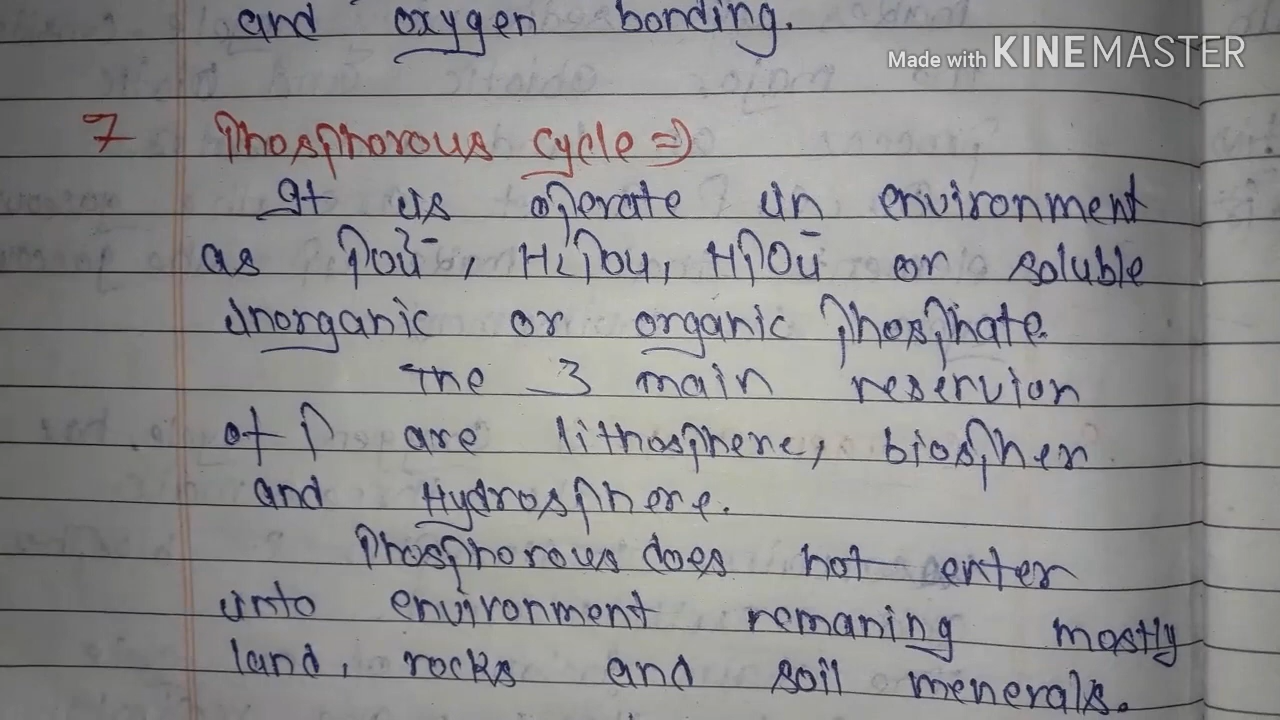 and oxygen bonding.
Made with KINEMASTER
7 Phosphorous cycle ⇒
It is operate in environment
as PO4³⁻, H2PO4, HPO4⁻ or soluble
inorganic or organic phosphate.
The 3 main reservior
of P are lithosphere, biospher
and Hydrosphere.
Phosphorous does not enter
into environment remaning mostly
land, rocks and soil menerals.